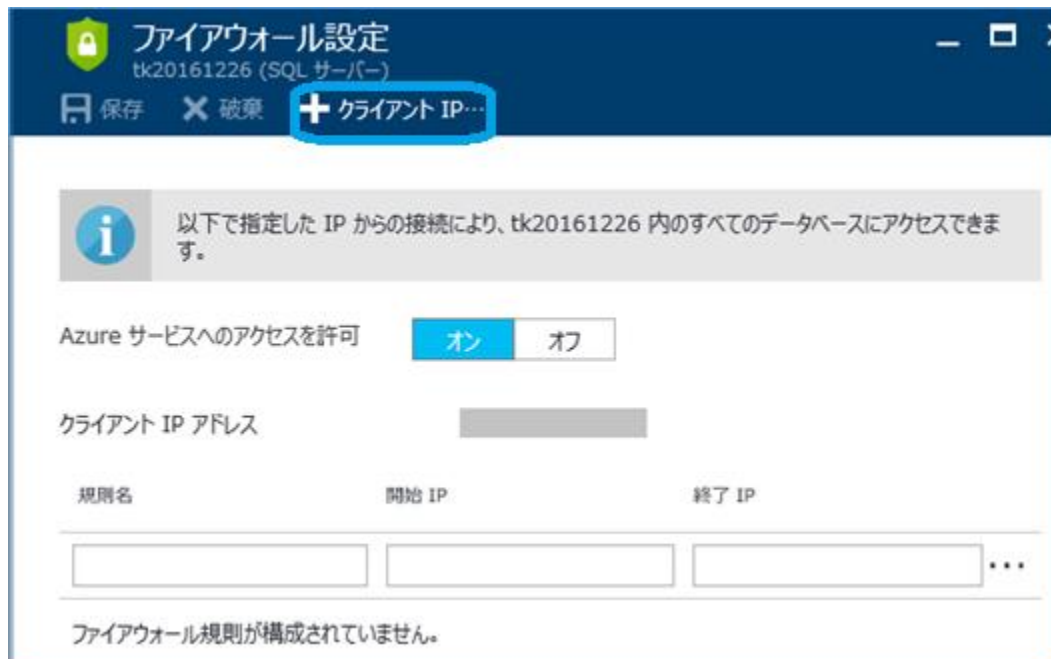 ファイアウォール設定
tk20161226 (SQL サーバー)
保存 破棄 クライアント IP…
以下で指定した IP からの接続により、tk20161226 内のすべてのデータベースにアクセスできま
す。
Azure サービスへのアクセスを許可 オン オフ
クライアント IP アドレス
規則名 開始 IP 終了 IP
...
ファイアウォール規則が構成されていません。